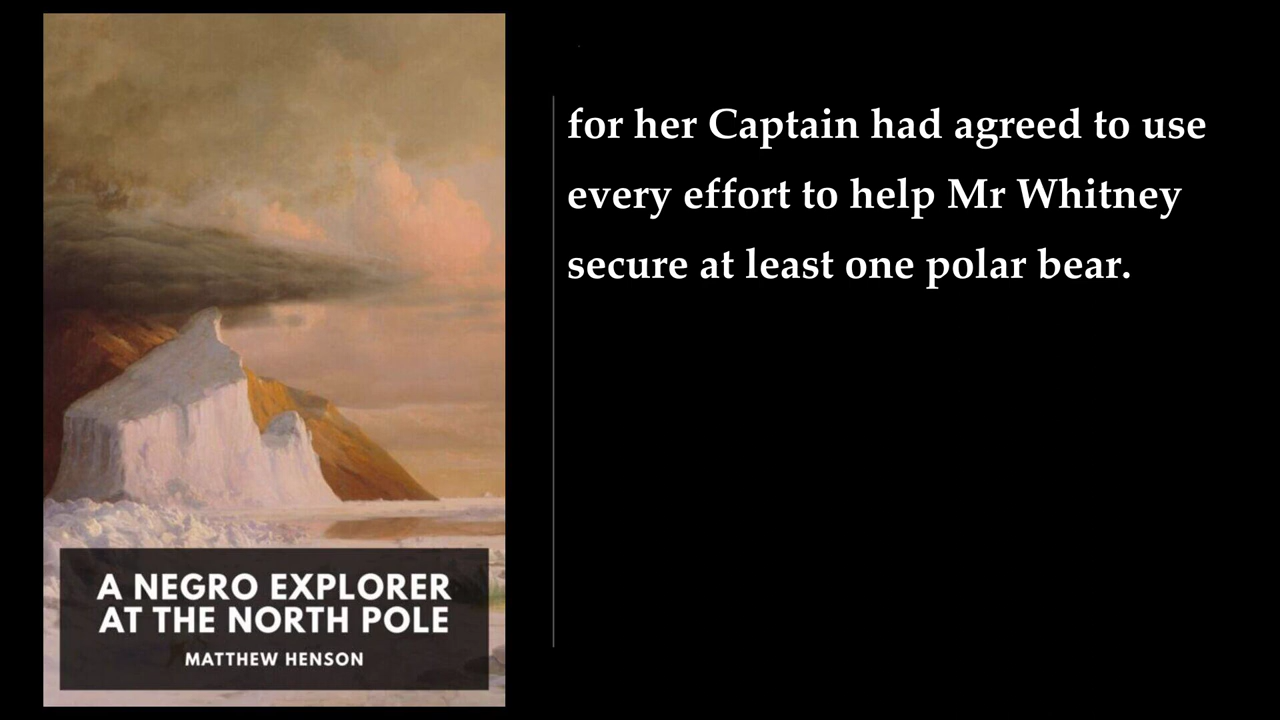 for her Captain had agreed to use
every effort to help Mr Whitney
secure at least one polar bear.
A NEGRO EXPLORER
AT THE NORTH POLE
MATTHEW HENSON